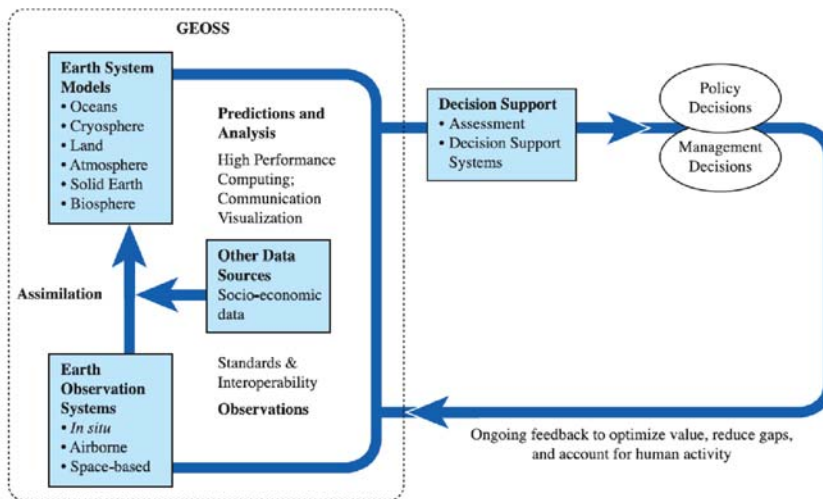 GEOSS
Earth System
Models
• Oceans
• Cryosphere
• Land
• Atmosphere
• Solid Earth
• Biosphere
Predictions and
Analysis
High Performance
Computing;
Communication
Visualization
Other Data
Sources
Socio-economic
data
Assimilation
Earth
Observation
Systems
• In situ
• Airborne
• Space-based
Standards &
Interoperability
Observations
Decision Support
• Assessment
• Decision Support
Systems
Policy
Decisions
Management
Decisions
Ongoing feedback to optimize value, reduce gaps,
and account for human activity